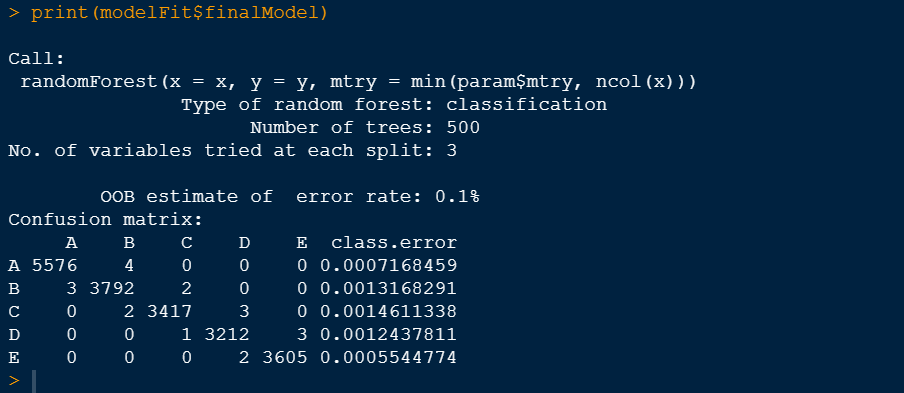 > print(modelFit$finalModel)
Call:
 randomForest(x = x, y = y, mtry = min(param$mtry, ncol(x)))
               Type of random forest: classification
                     Number of trees: 500
No. of variables tried at each split: 3
        OOB estimate of  error rate: 0.1%
Confusion matrix:
     A    B    C    D    E  class.error
A 5576    4    0    0    0 0.0007168459
B    3 3792    2    0    0 0.0013168291
C    0    2 3417    3    0 0.0014611338
D    0    0    1 3212    3 0.0012437811
E    0    0    0    2 3605 0.0005544774
>